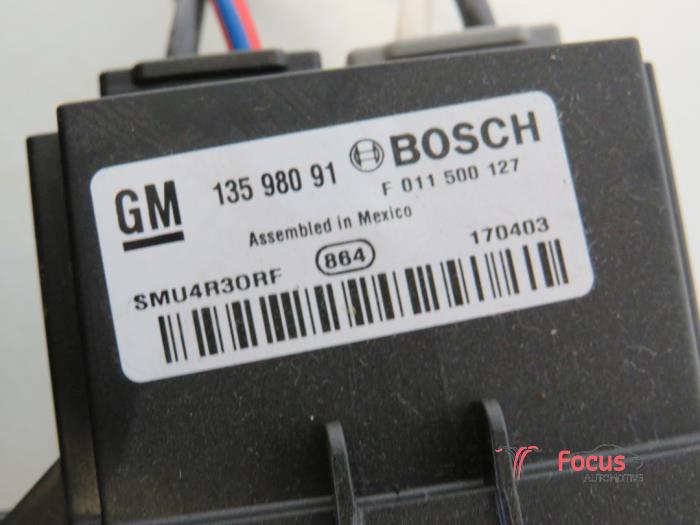 GM 135 980 91 BOSCH
F 011 500 127
Assembled in Mexico
SMU4R30RF 864 170403
Focus
AUTOMOTIVE